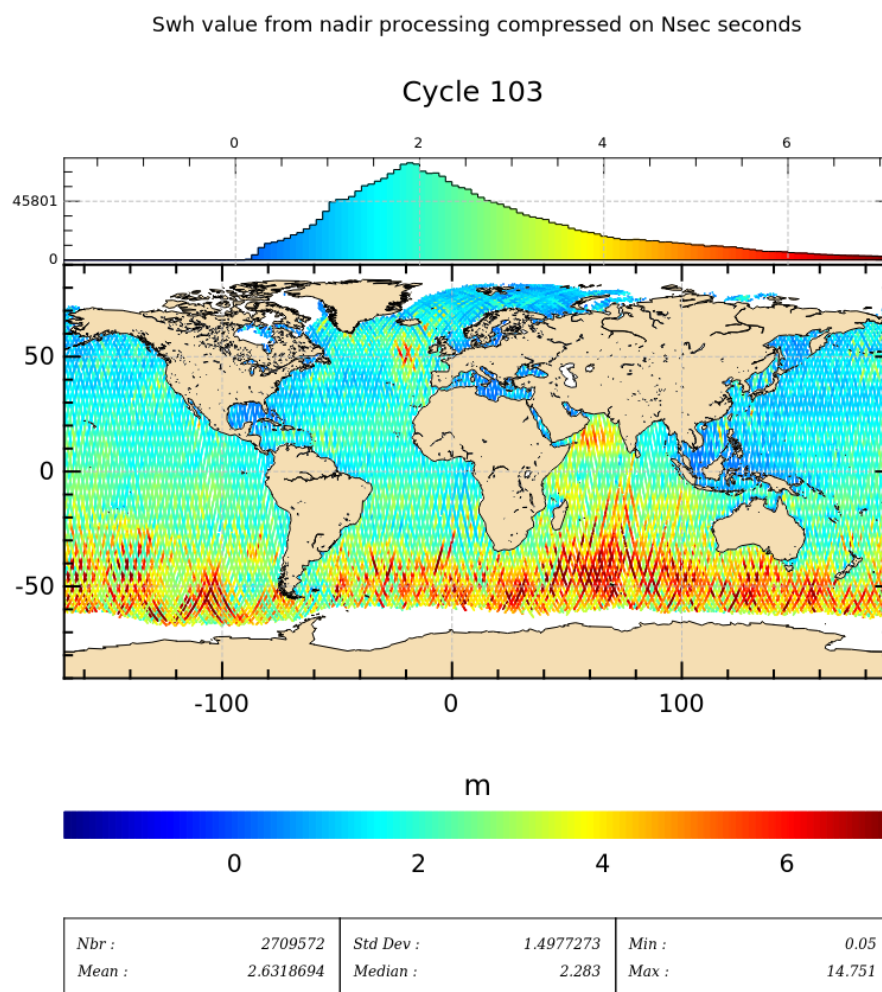 Swh value from nadir processing compressed on Nsec seconds
Cycle 103
0 2 4 6
45801
0
50
0
-50
-100 0 100
m
0 2 4 6
Nbr : 2709572 Std Dev : 1.4977273 Min : 0.05
Mean : 2.6318694 Median : 2.283 Max : 14.751